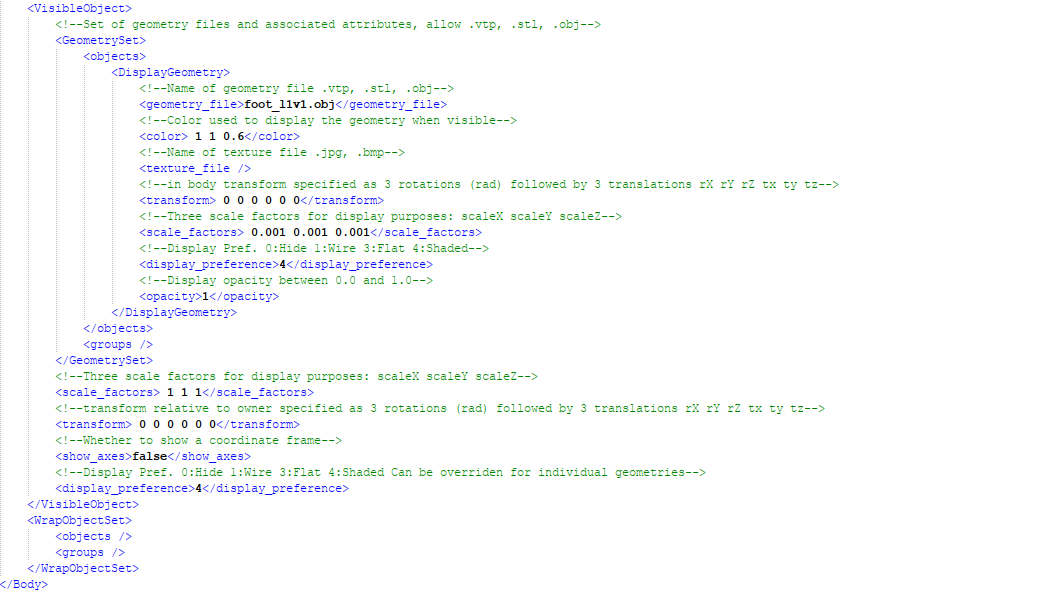 <VisibleObject>
<!--Set of geometry files and associated attributes, allow .vtp, .stl, .obj-->
<GeometrySet>
<objects>
<DisplayGeometry>
<!--Name of geometry file .vtp, .stl, .obj-->
<geometry_file>foot_l1v1.obj</geometry_file>
<!--Color used to display the geometry when visible-->
<color> 1 1 0.6</color>
<!--Name of texture file .jpg, .bmp-->
<texture_file />
<!--in body transform specified as 3 rotations (rad) followed by 3 translations rX rY rZ tx ty tz-->
<transform> 0 0 0 0 0 0</transform>
<!--Three scale factors for display purposes: scaleX scaleY scaleZ-->
<scale_factors> 0.001 0.001 0.001</scale_factors>
<!--Display Pref. 0:Hide 1:Wire 3:Flat 4:Shaded-->
<display_preference>4</display_preference>
<!--Display opacity between 0.0 and 1.0-->
<opacity>1</opacity>
</DisplayGeometry>
</objects>
<groups />
</GeometrySet>
<!--Three scale factors for display purposes: scaleX scaleY scaleZ-->
<scale_factors> 1 1 1</scale_factors>
<!--transform relative to owner specified as 3 rotations (rad) followed by 3 translations rX rY rZ tx ty tz-->
<transform> 0 0 0 0 0 0</transform>
<!--Whether to show a coordinate frame-->
<show_axes>false</show_axes>
<!--Display Pref. 0:Hide 1:Wire 3:Flat 4:Shaded Can be overriden for individual geometries-->
<display_preference>4</display_preference>
</VisibleObject>
<WrapObjectSet>
<objects />
<groups />
</WrapObjectSet>
</Body>